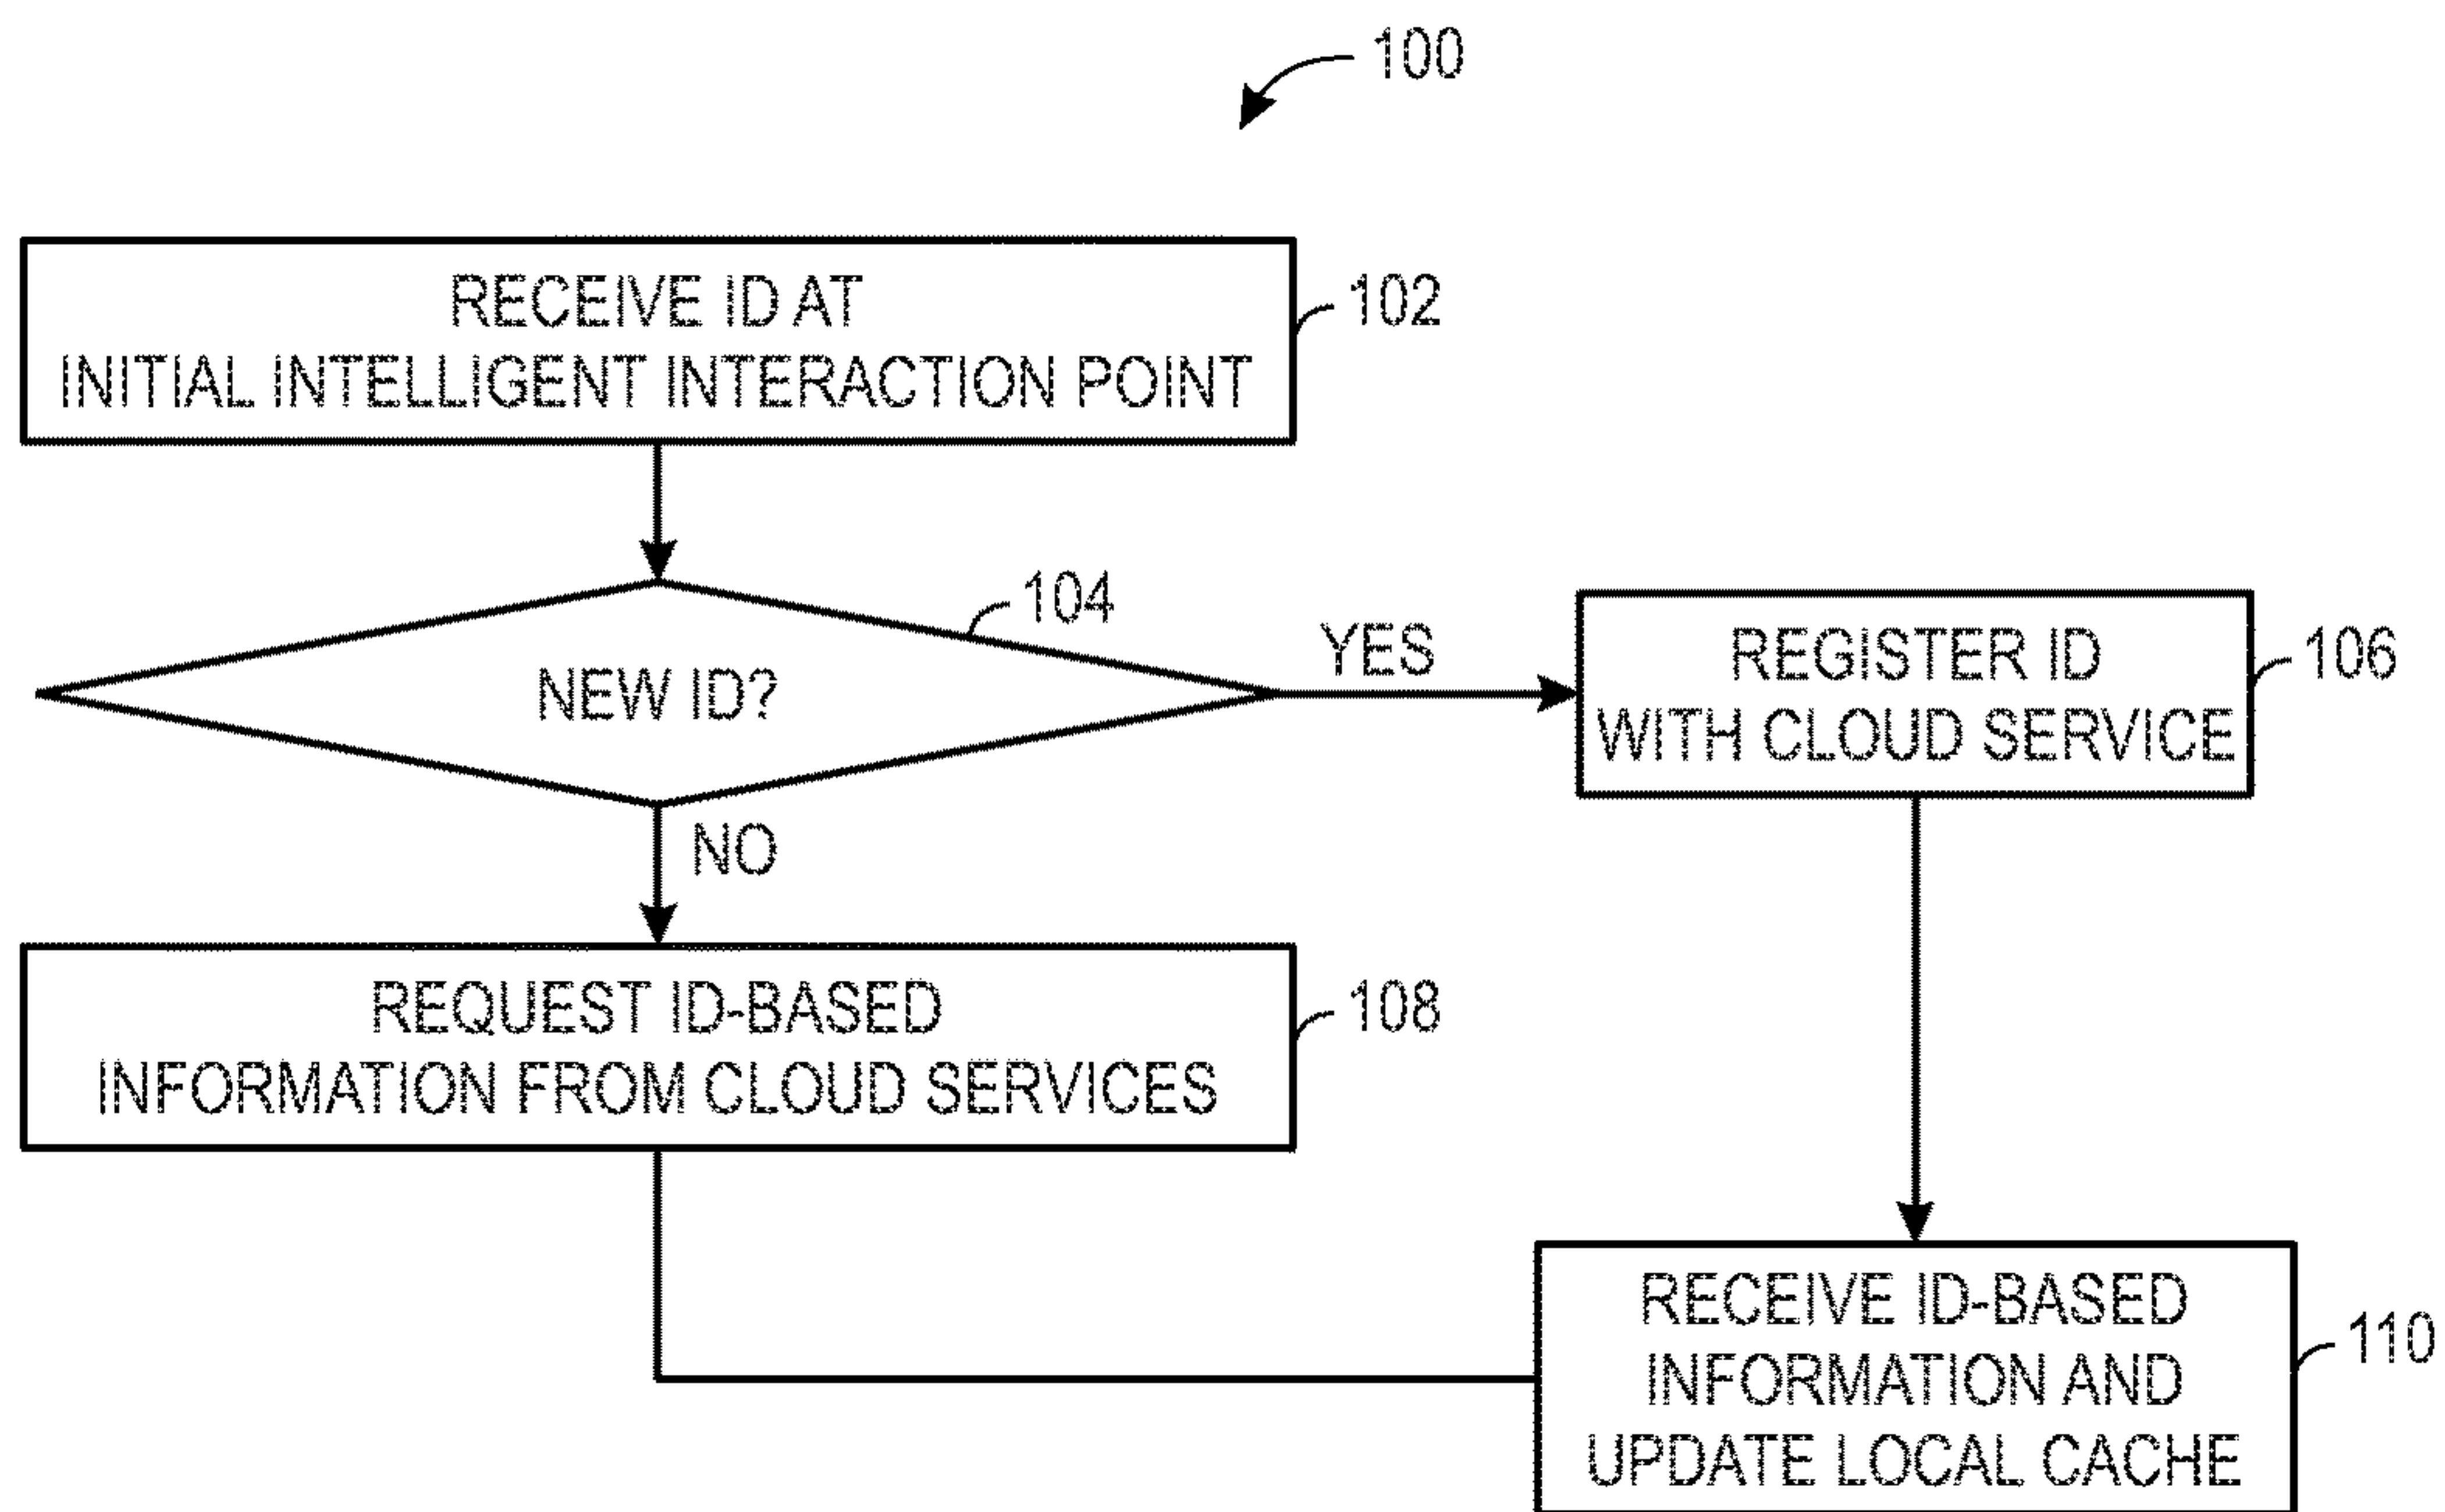 100
RECEIVE ID AT
INITIAL INTELLIGENT INTERACTION POINT
102
104
NEW ID?
YES
REGISTER ID
WITH CLOUD SERVICE
106
NO
REQUEST ID-BASED
INFORMATION FROM CLOUD SERVICES
108
RECEIVE ID-BASED
INFORMATION AND
UPDATE LOCAL CACHE
110